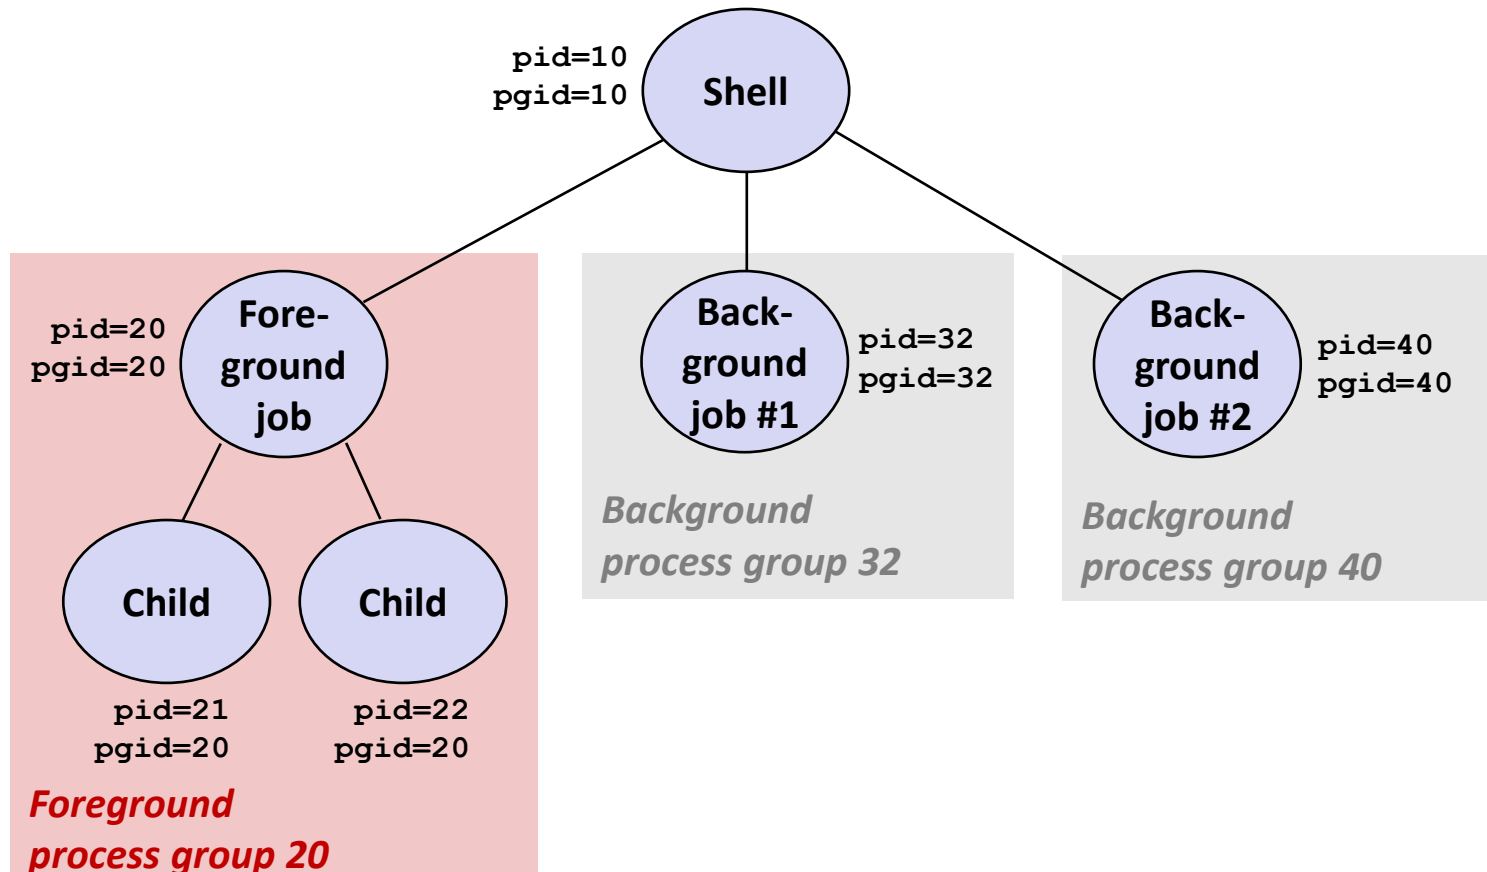 pid=10
pgid=10
Shell
pid=20
pgid=20
Fore-
ground
job
Back-
ground
job #1
pid=32
pgid=32
Back-
ground
job #2
pid=40
pgid=40
Background
process group 32
Background
process group 40
Child
Child
pid=21
pgid=20
pid=22
pgid=20
Foreground
process group 20